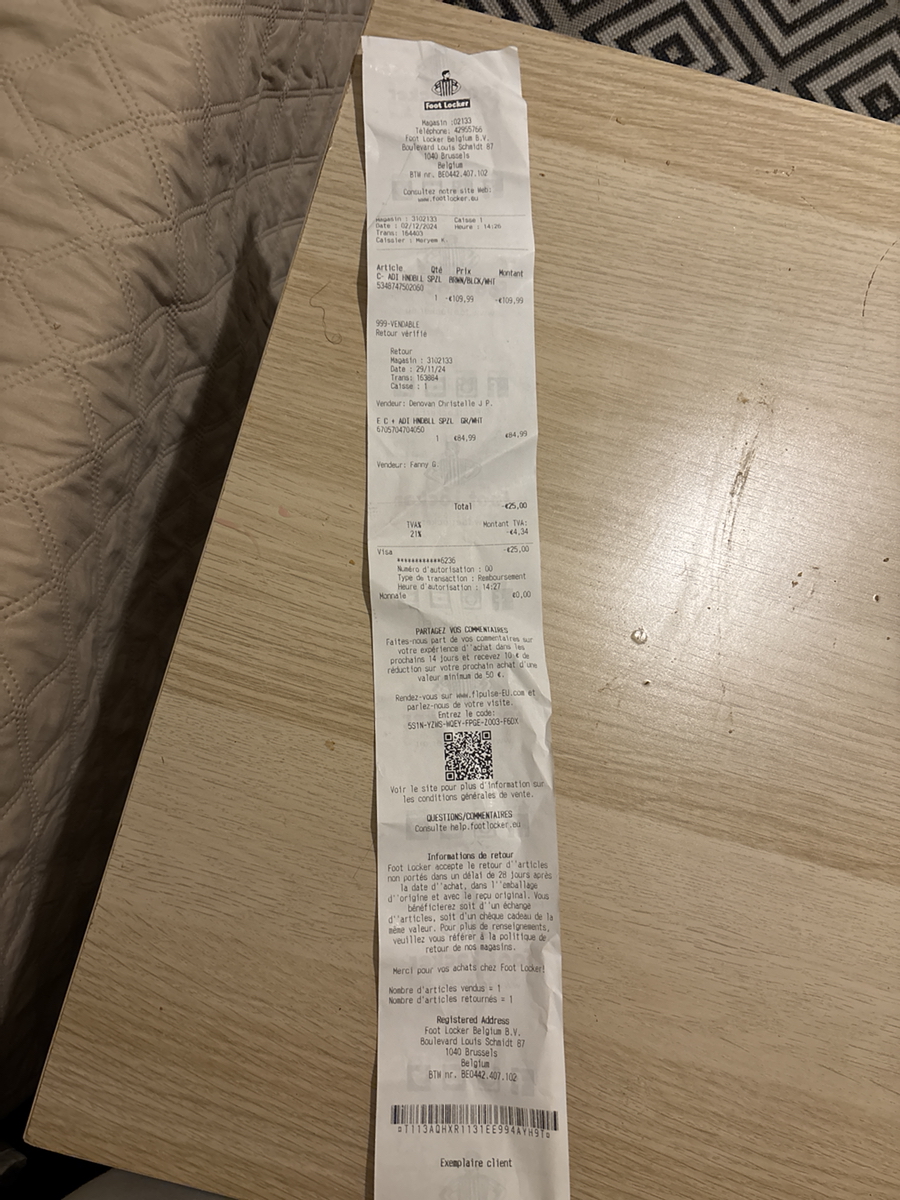 Foot Locker
Magasin :02133
Téléphone: 42955766
Foot Locker Belgium B.V.
Boulevard Louis Schmidt 87
1040 Brussels
Belgium
BTW nr. BE0442.407.102
Consultez notre site Web:
www.footlocker.eu
Magasin : 3102133 Caisse 1
Date : 02/12/2024 Heure : 14:26
Trans: 164403
Caissier : Maryem K.
Article Qté Prix Montant
C- ADI HNDBLL SPZL BRWN/BLCK/WHT
5348747502060
1 -€109,99 -€109,99
999-VENDABLE
Retour vérifié
Retour
Magasin : 3102133
Date : 29/11/24
Trans: 163884
Caisse : 1
Vendeur: Denovan Christelle J P.
E C + ADI HNDBLL SPZL GR/WHT
6705704704050
1 €84,99 €84,99
Vendeur: Fanny G.
Total -€25,00
TVA% Montant TVA:
21% -€4,34
Visa -€25,00
************6236
Numéro d'autorisation : 00
Type de transaction : Remboursement
Heure d'autorisation : 14:27
Monnaie €0,00
PARTAGEZ VOS COMMENTAIRES
Faites-nous part de vos commentaires sur
votre expérience d''achat dans les
prochains 14 jours et recevez 10 € de
réduction sur votre prochain achat d'une
valeur minimum de 50 €.
Rendez-vous sur www.flpulse-EU.com et
parlez-nous de votre visite.
Entrez le code:
5S1N-YZWS-WQEY-FPGE-Z003-F6DX
Voir le site pour plus d'information sur
les conditions générales de vente.
QUESTIONS/COMMENTAIRES
Consulte help.footlocker.eu
Informations de retour
Foot Locker accepte le retour d''articles
non portés dans un délai de 28 jours après
la date d''achat, dans l''emballage
d''origine et avec le reçu original. Vous
bénéficierez soit d''un échange
d''articles, soit d'un chèque cadeau de la
même valeur. Pour plus de renseignements,
veuillez vous référer à la politique de
retour de nos magasins.
Merci pour vos achats chez Foot Locker!
Nombre d'articles vendus = 1
Nombre d'articles retournés = 1
Registered Address
Foot Locker Belgium B.V.
Boulevard Louis Schmidt 87
1040 Brussels
Belgium
BTW nr. BE0442.407.102
T113AQHXR1131EE994AYH9T
Exemplaire client